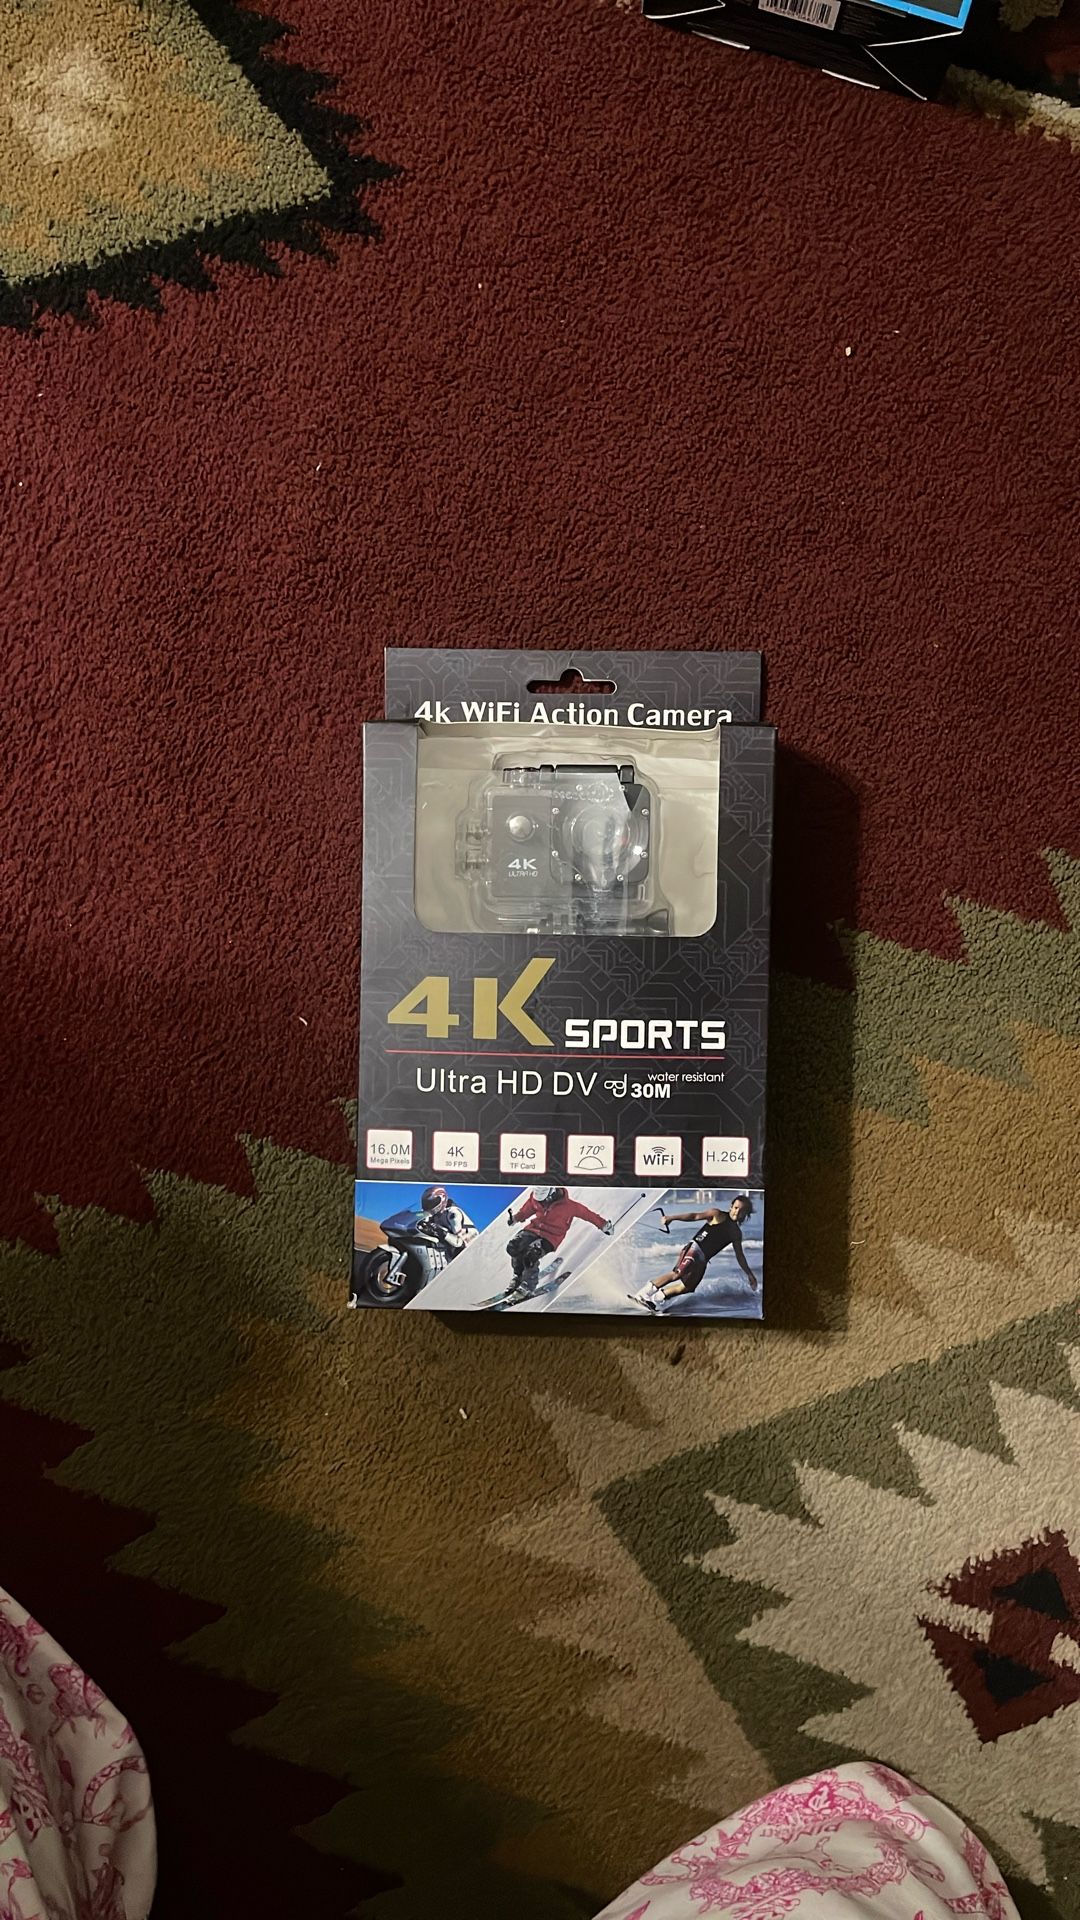 4k WiFi Action Camera
4K
ULTRA HD
4K SPORTS
Ultra HD DV
water resistant
30M
16.0M
Mega Pixels
4K
30 FPS
64G
TF Card
170°
WiFi
H.264